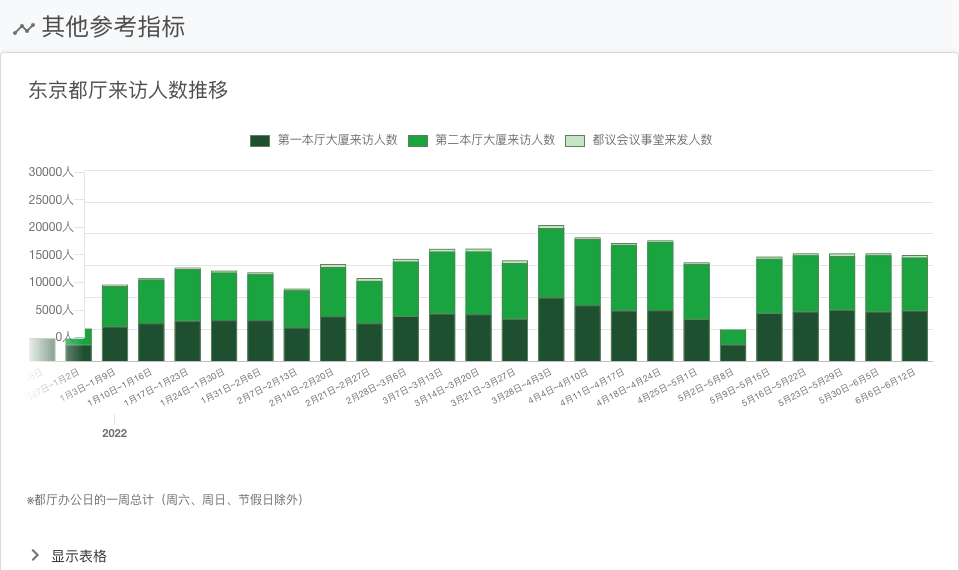 其他参考指标
东京都厅来访人数推移
第一本厅大厦来访人数 第二本厅大厦来访人数 都议会议事堂来发人数
30000人
25000人
20000人
15000人
10000人
5000人
0人
27日~1月2日
1月3日~1月9日
1月10日~1月16日
1月17日~1月23日
1月24日~1月30日
1月31日~2月6日
2月7日~2月13日
2月14日~2月20日
2月21日~2月27日
2月28日~3月6日
3月7日~3月13日
3月14日~3月20日
3月21日~3月27日
3月28日~4月3日
4月4日~4月10日
4月11日~4月17日
4月18日~4月24日
4月25日~5月1日
5月2日~5月8日
5月9日~5月15日
5月16日~5月22日
5月23日~5月29日
5月30日~6月5日
6月6日~6月12日
2022
※都厅办公日的一周总计（周六、周日、节假日除外）
显示表格